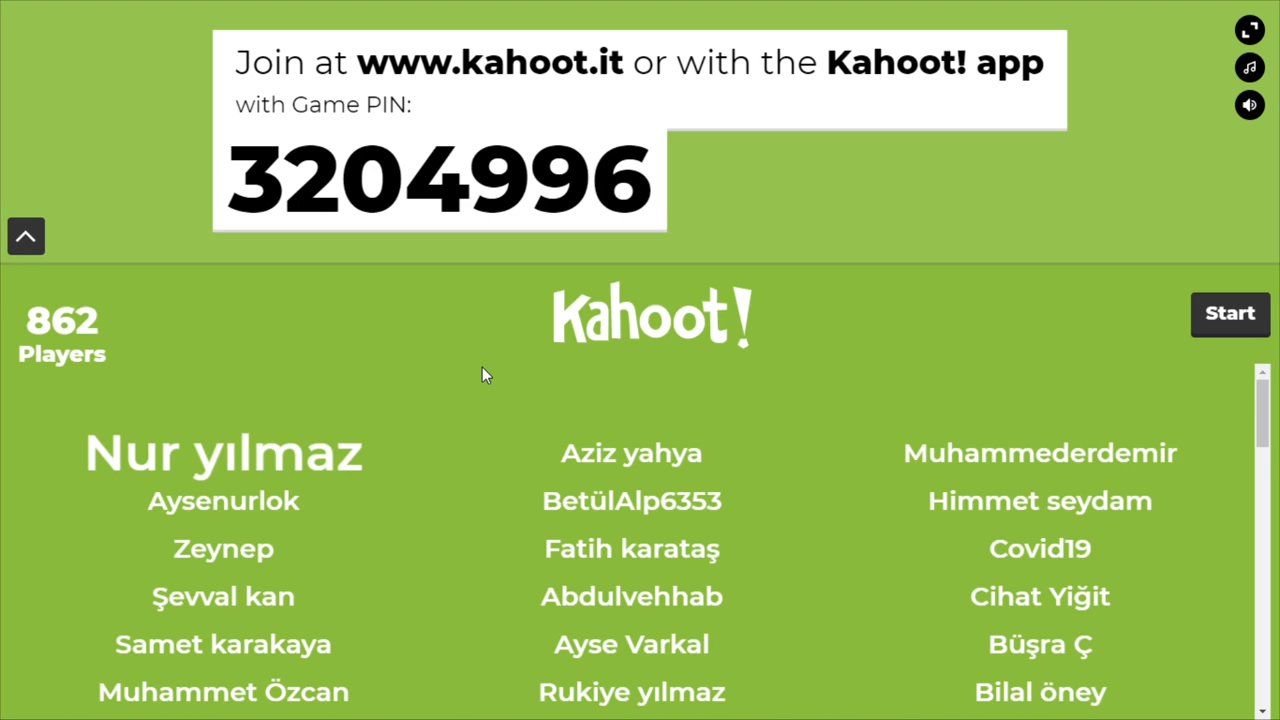 Join at www.kahoot.it or with the Kahoot! app
with Game PIN:
3204996
862
Players
Kahoot!
Start
Nur yılmaz
Aziz yahya
Muhammederdemir
Aysenurlok
BetülAlp6353
Himmet seydam
Zeynep
Fatih karataş
Covid19
Şevval kan
Abdulvehhab
Cihat Yiğit
Samet karakaya
Ayse Varkal
Büşra Ç
Muhammet Özcan
Rukiye yılmaz
Bilal öney